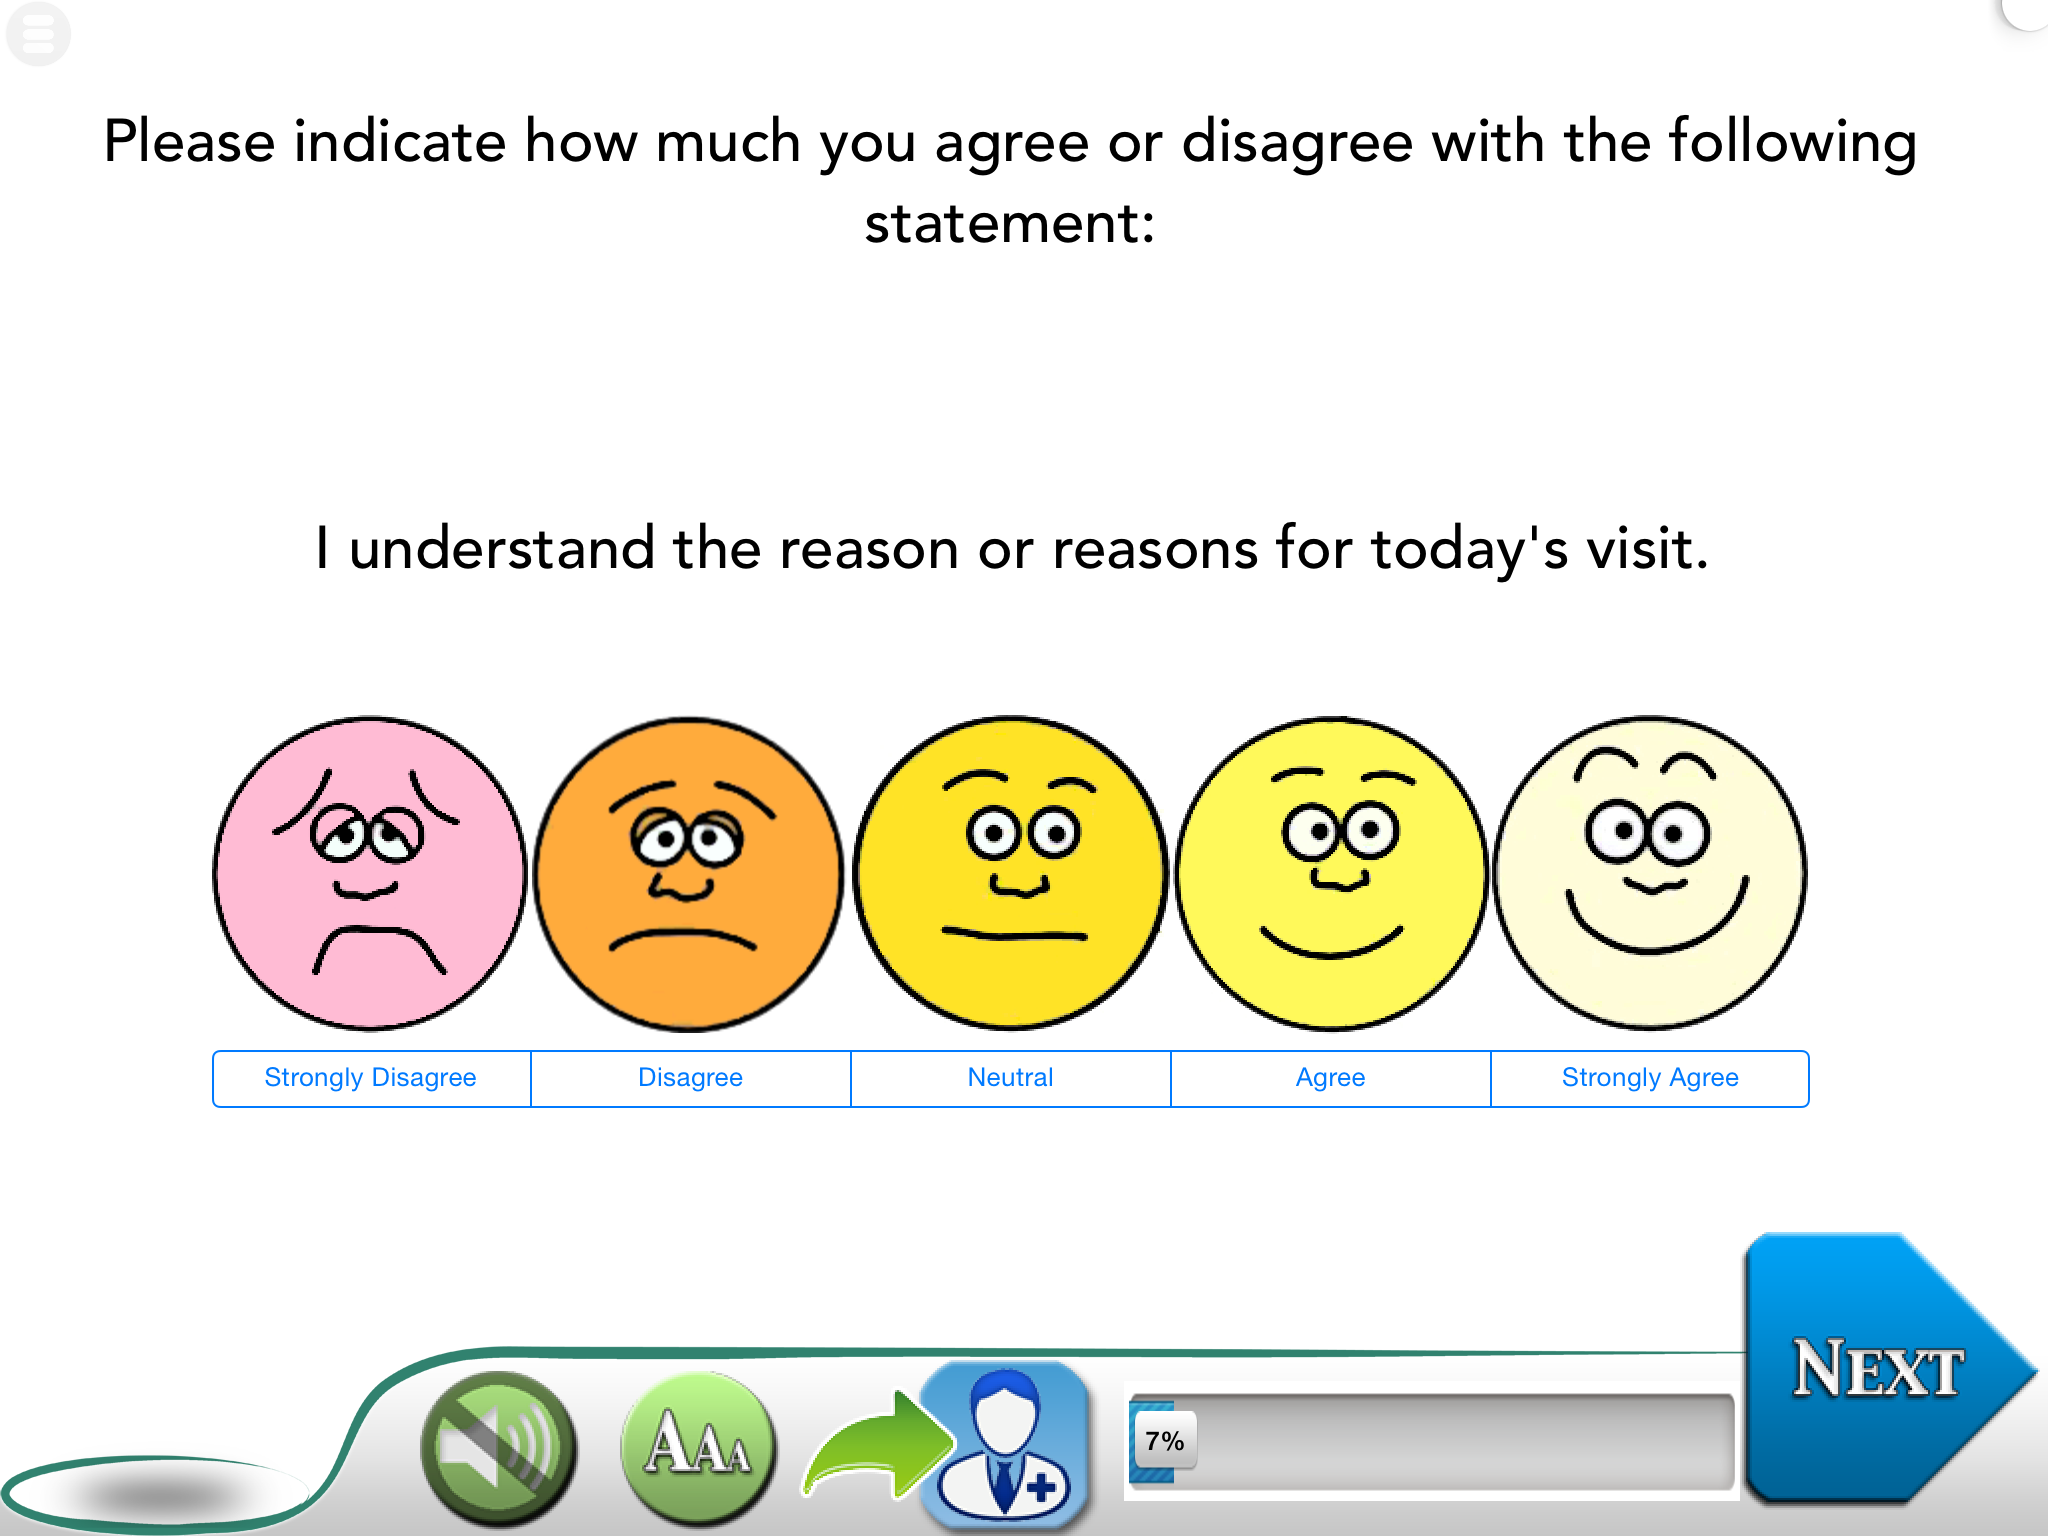 Please indicate how much you agree or disagree with the following
statement:
I understand the reason or reasons for today's visit.
Strongly Disagree
Disagree
Neutral
Agree
Strongly Agree
AAA
7%
NEXT